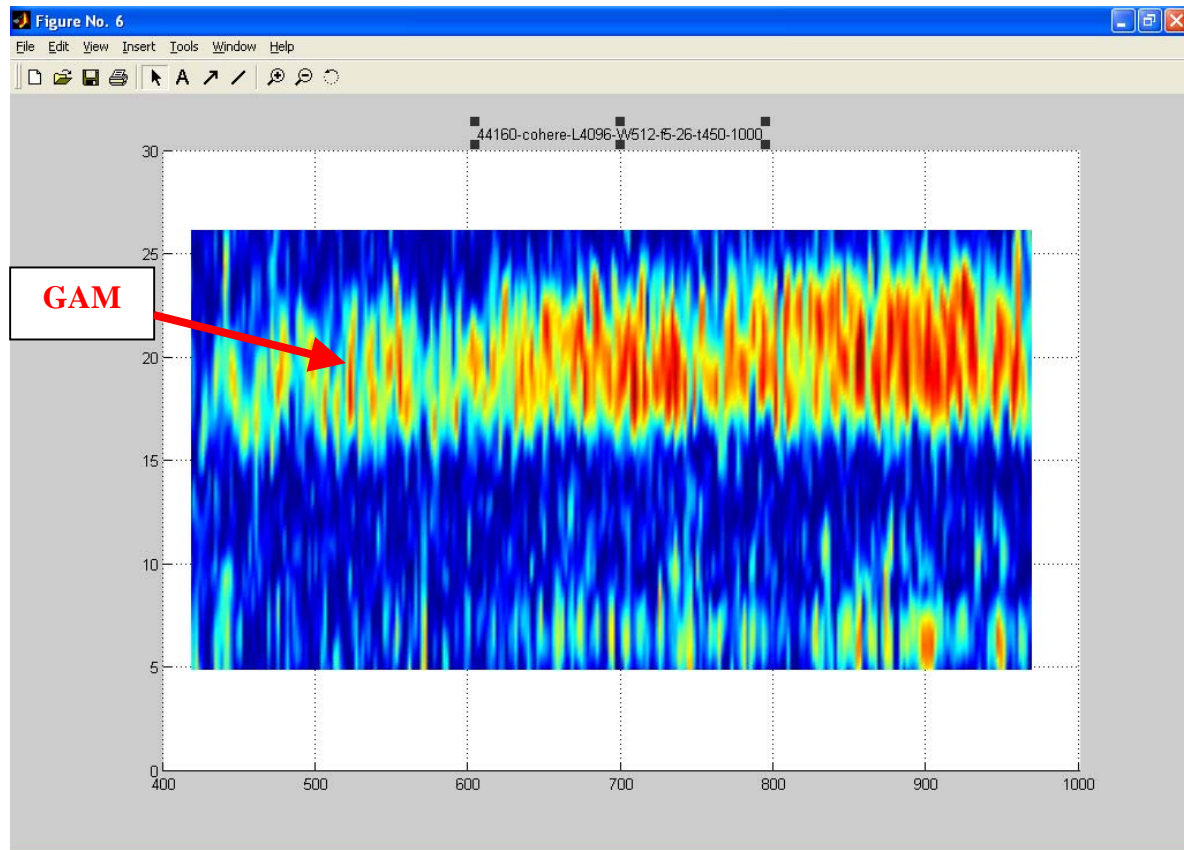 Figure No. 6
File Edit View Insert Tools Window Help
A
44160-cohere-L4096-W512-f5-26-t450-1000
30
25
GAM
20
15
10
5
0
400 500 600 700 800 900 1000